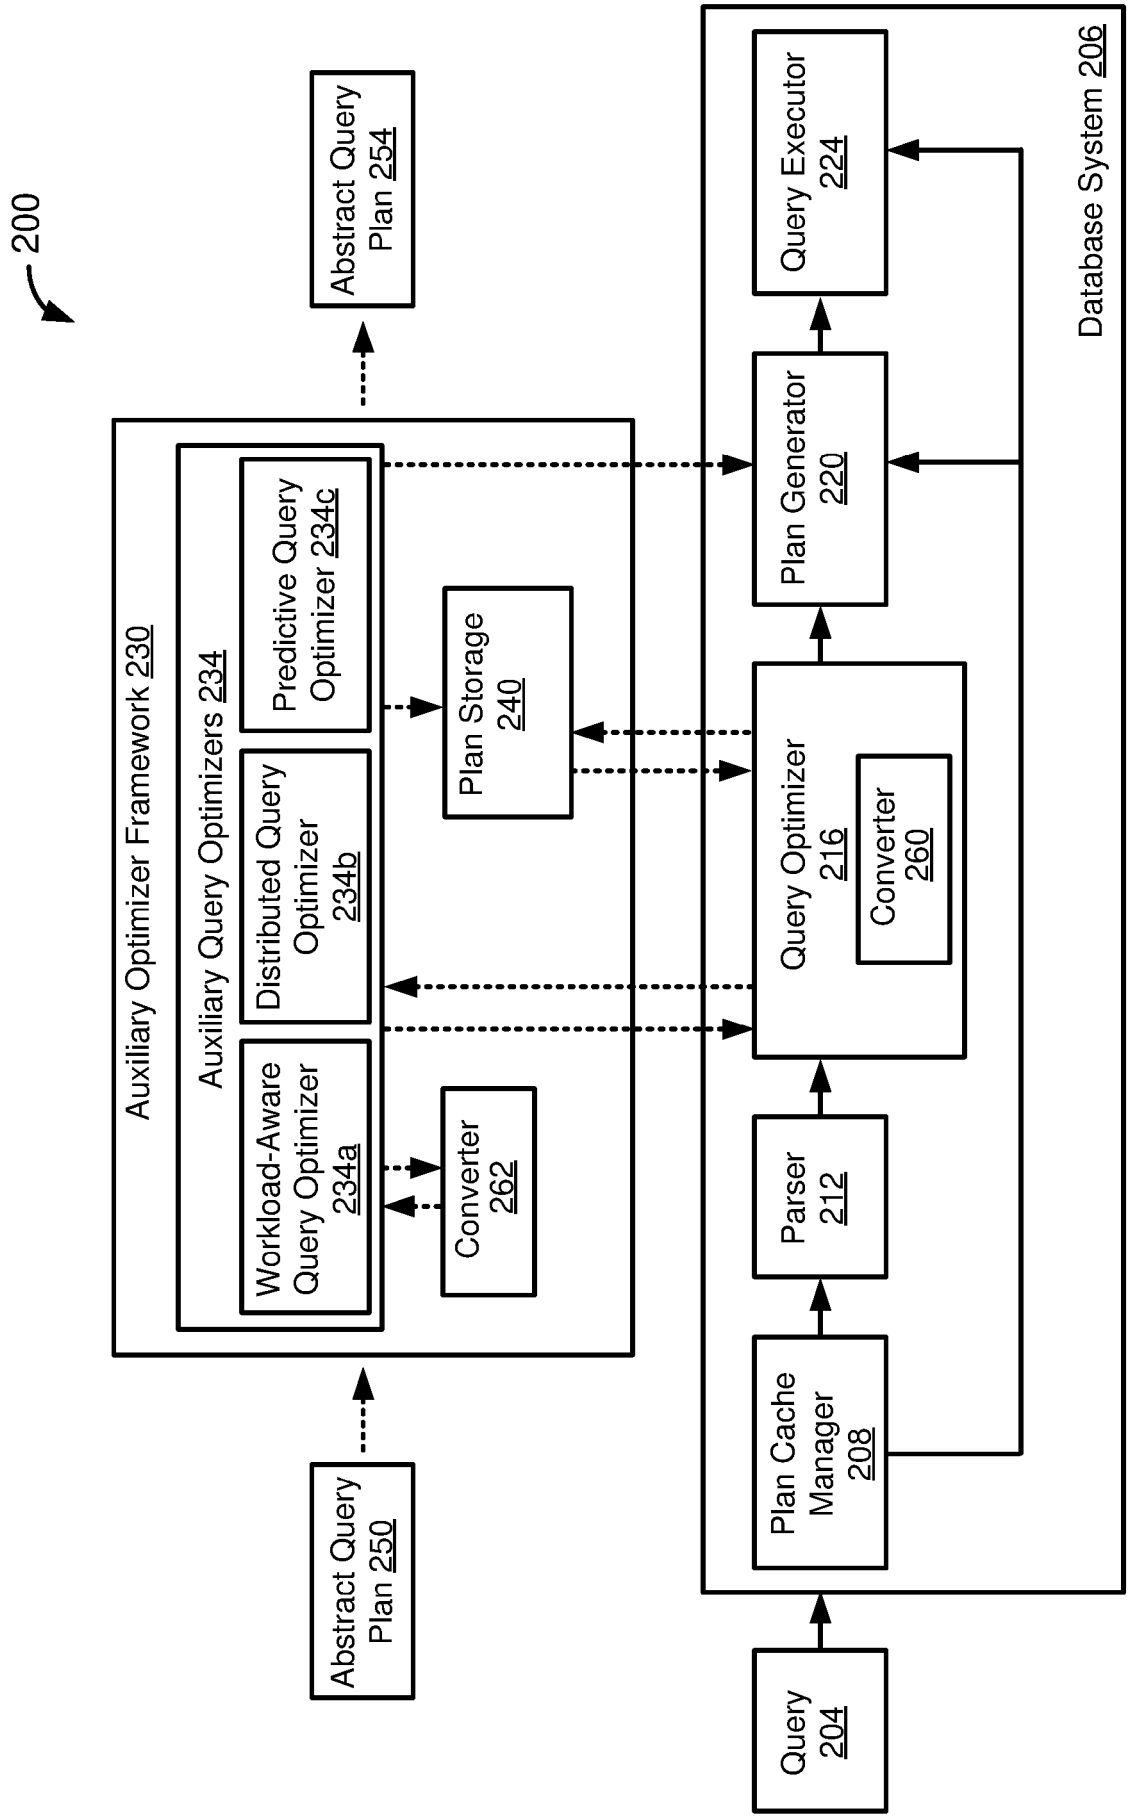 200
Auxiliary Optimizer Framework 230
Auxiliary Query Optimizers 234
Workload-Aware
Query Optimizer
234a
Distributed Query
Optimizer
234b
Predictive Query
Optimizer 234c
Abstract Query
Plan 250
Abstract Query
Plan 254
Converter
262
Plan Storage
240
Query
204
Plan Cache
Manager
208
Parser
212
Query Optimizer
216
Converter
260
Plan Generator
220
Query Executor
224
Database System 206